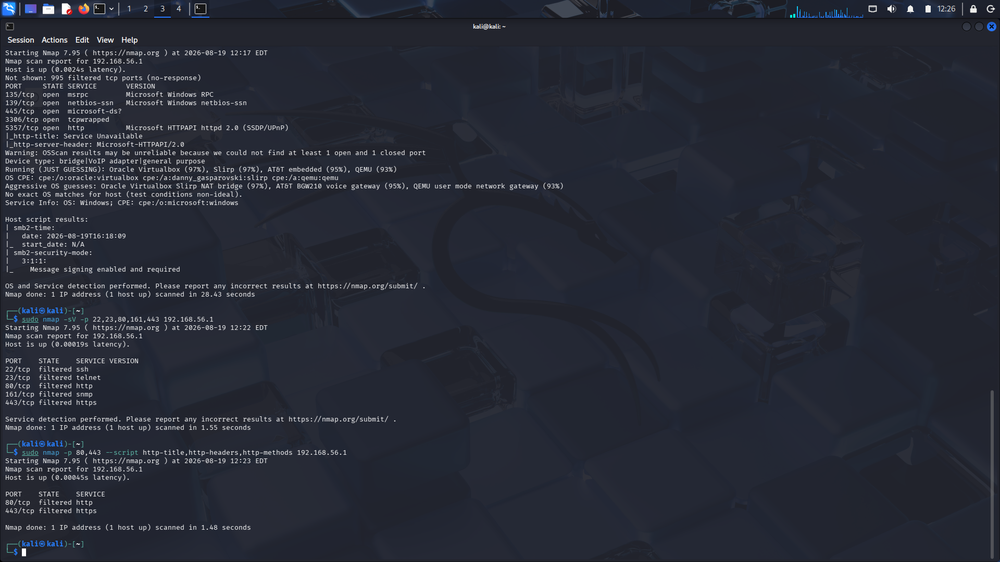 1 2 3 4 12:26
kali@kali: ~
Session Actions Edit View Help
Starting Nmap 7.95 ( https://nmap.org ) at 2026-08-19 12:17 EDT
Nmap scan report for 192.168.56.1
Host is up (0.0024s latency).
Not shown: 995 filtered tcp ports (no-response)
PORT     STATE SERVICE       VERSION
135/tcp  open  msrpc         Microsoft Windows RPC
139/tcp  open  netbios-ssn   Microsoft Windows netbios-ssn
445/tcp  open  microsoft-ds?
3306/tcp open  tcpwrapped
5357/tcp open  http          Microsoft HTTPAPI httpd 2.0 (SSDP/UPnP)
|_http-title: Service Unavailable
|_http-server-header: Microsoft-HTTPAPI/2.0
Warning: OSScan results may be unreliable because we could not find at least 1 open and 1 closed port
Device type: bridge|VoIP adapter|general purpose
Running (JUST GUESSING): Oracle Virtualbox (97%), Slirp (97%), AT&T embedded (95%), QEMU (93%)
OS CPE: cpe:/o:oracle:virtualbox cpe:/a:danny_gasparovski:slirp cpe:/a:qemu:qemu
Aggressive OS guesses: Oracle Virtualbox Slirp NAT bridge (97%), AT&T BGW210 voice gateway (95%), QEMU user mode network gateway (93%)
No exact OS matches for host (test conditions non-ideal).
Service Info: OS: Windows; CPE: cpe:/o:microsoft:windows
Host script results:
| smb2-time:
|   date: 2026-08-19T16:18:09
|_  start_date: N/A
| smb2-security-mode:
|   3:1:1:
|_    Message signing enabled and required
OS and Service detection performed. Please report any incorrect results at https://nmap.org/submit/ .
Nmap done: 1 IP address (1 host up) scanned in 28.43 seconds
┌──(kali㉿kali)-[~]
└─$ sudo nmap -sV -p 22,23,80,161,443 192.168.56.1
Starting Nmap 7.95 ( https://nmap.org ) at 2026-08-19 12:22 EDT
Nmap scan report for 192.168.56.1
Host is up (0.00019s latency).
PORT    STATE    SERVICE VERSION
22/tcp  filtered ssh
23/tcp  filtered telnet
80/tcp  filtered http
161/tcp filtered snmp
443/tcp filtered https
Service detection performed. Please report any incorrect results at https://nmap.org/submit/ .
Nmap done: 1 IP address (1 host up) scanned in 1.55 seconds
┌──(kali㉿kali)-[~]
└─$ sudo nmap -p 80,443 --script http-title,http-headers,http-methods 192.168.56.1
Starting Nmap 7.95 ( https://nmap.org ) at 2026-08-19 12:23 EDT
Nmap scan report for 192.168.56.1
Host is up (0.00045s latency).
PORT    STATE    SERVICE
80/tcp  filtered http
443/tcp filtered https
Nmap done: 1 IP address (1 host up) scanned in 1.48 seconds
┌──(kali㉿kali)-[~]
└─$